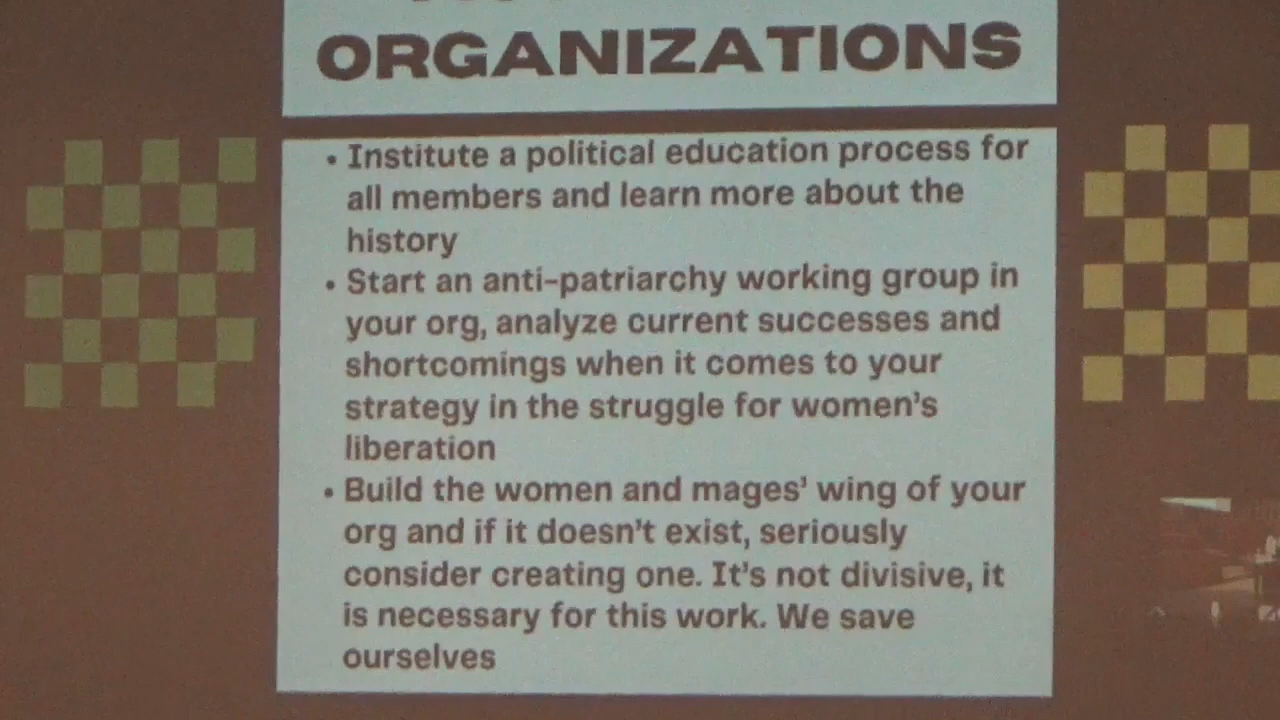 ORGANIZATIONS
• Institute a political education process for
all members and learn more about the
history
• Start an anti-patriarchy working group in
your org, analyze current successes and
shortcomings when it comes to your
strategy in the struggle for women's
liberation
• Build the women and mages' wing of your
org and if it doesn't exist, seriously
consider creating one. It's not divisive, it
is necessary for this work. We save
ourselves